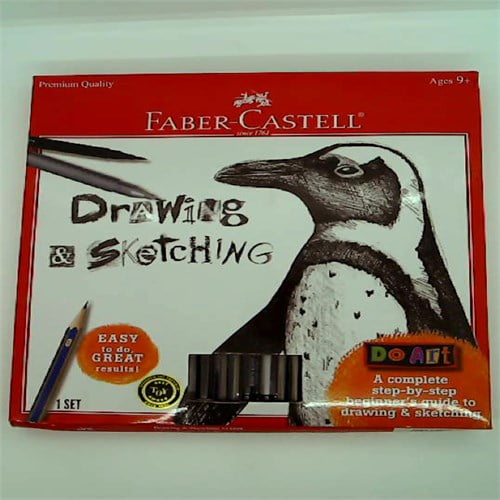 Premium Quality
Ages 9+
FABER-CASTELL
since 1761
DRAWiNG
& SKeTCHING
EASY
to do,
GREAT
results!
Do Art
A complete
step-by-step
beginner's guide to
drawing & sketching
1 SET